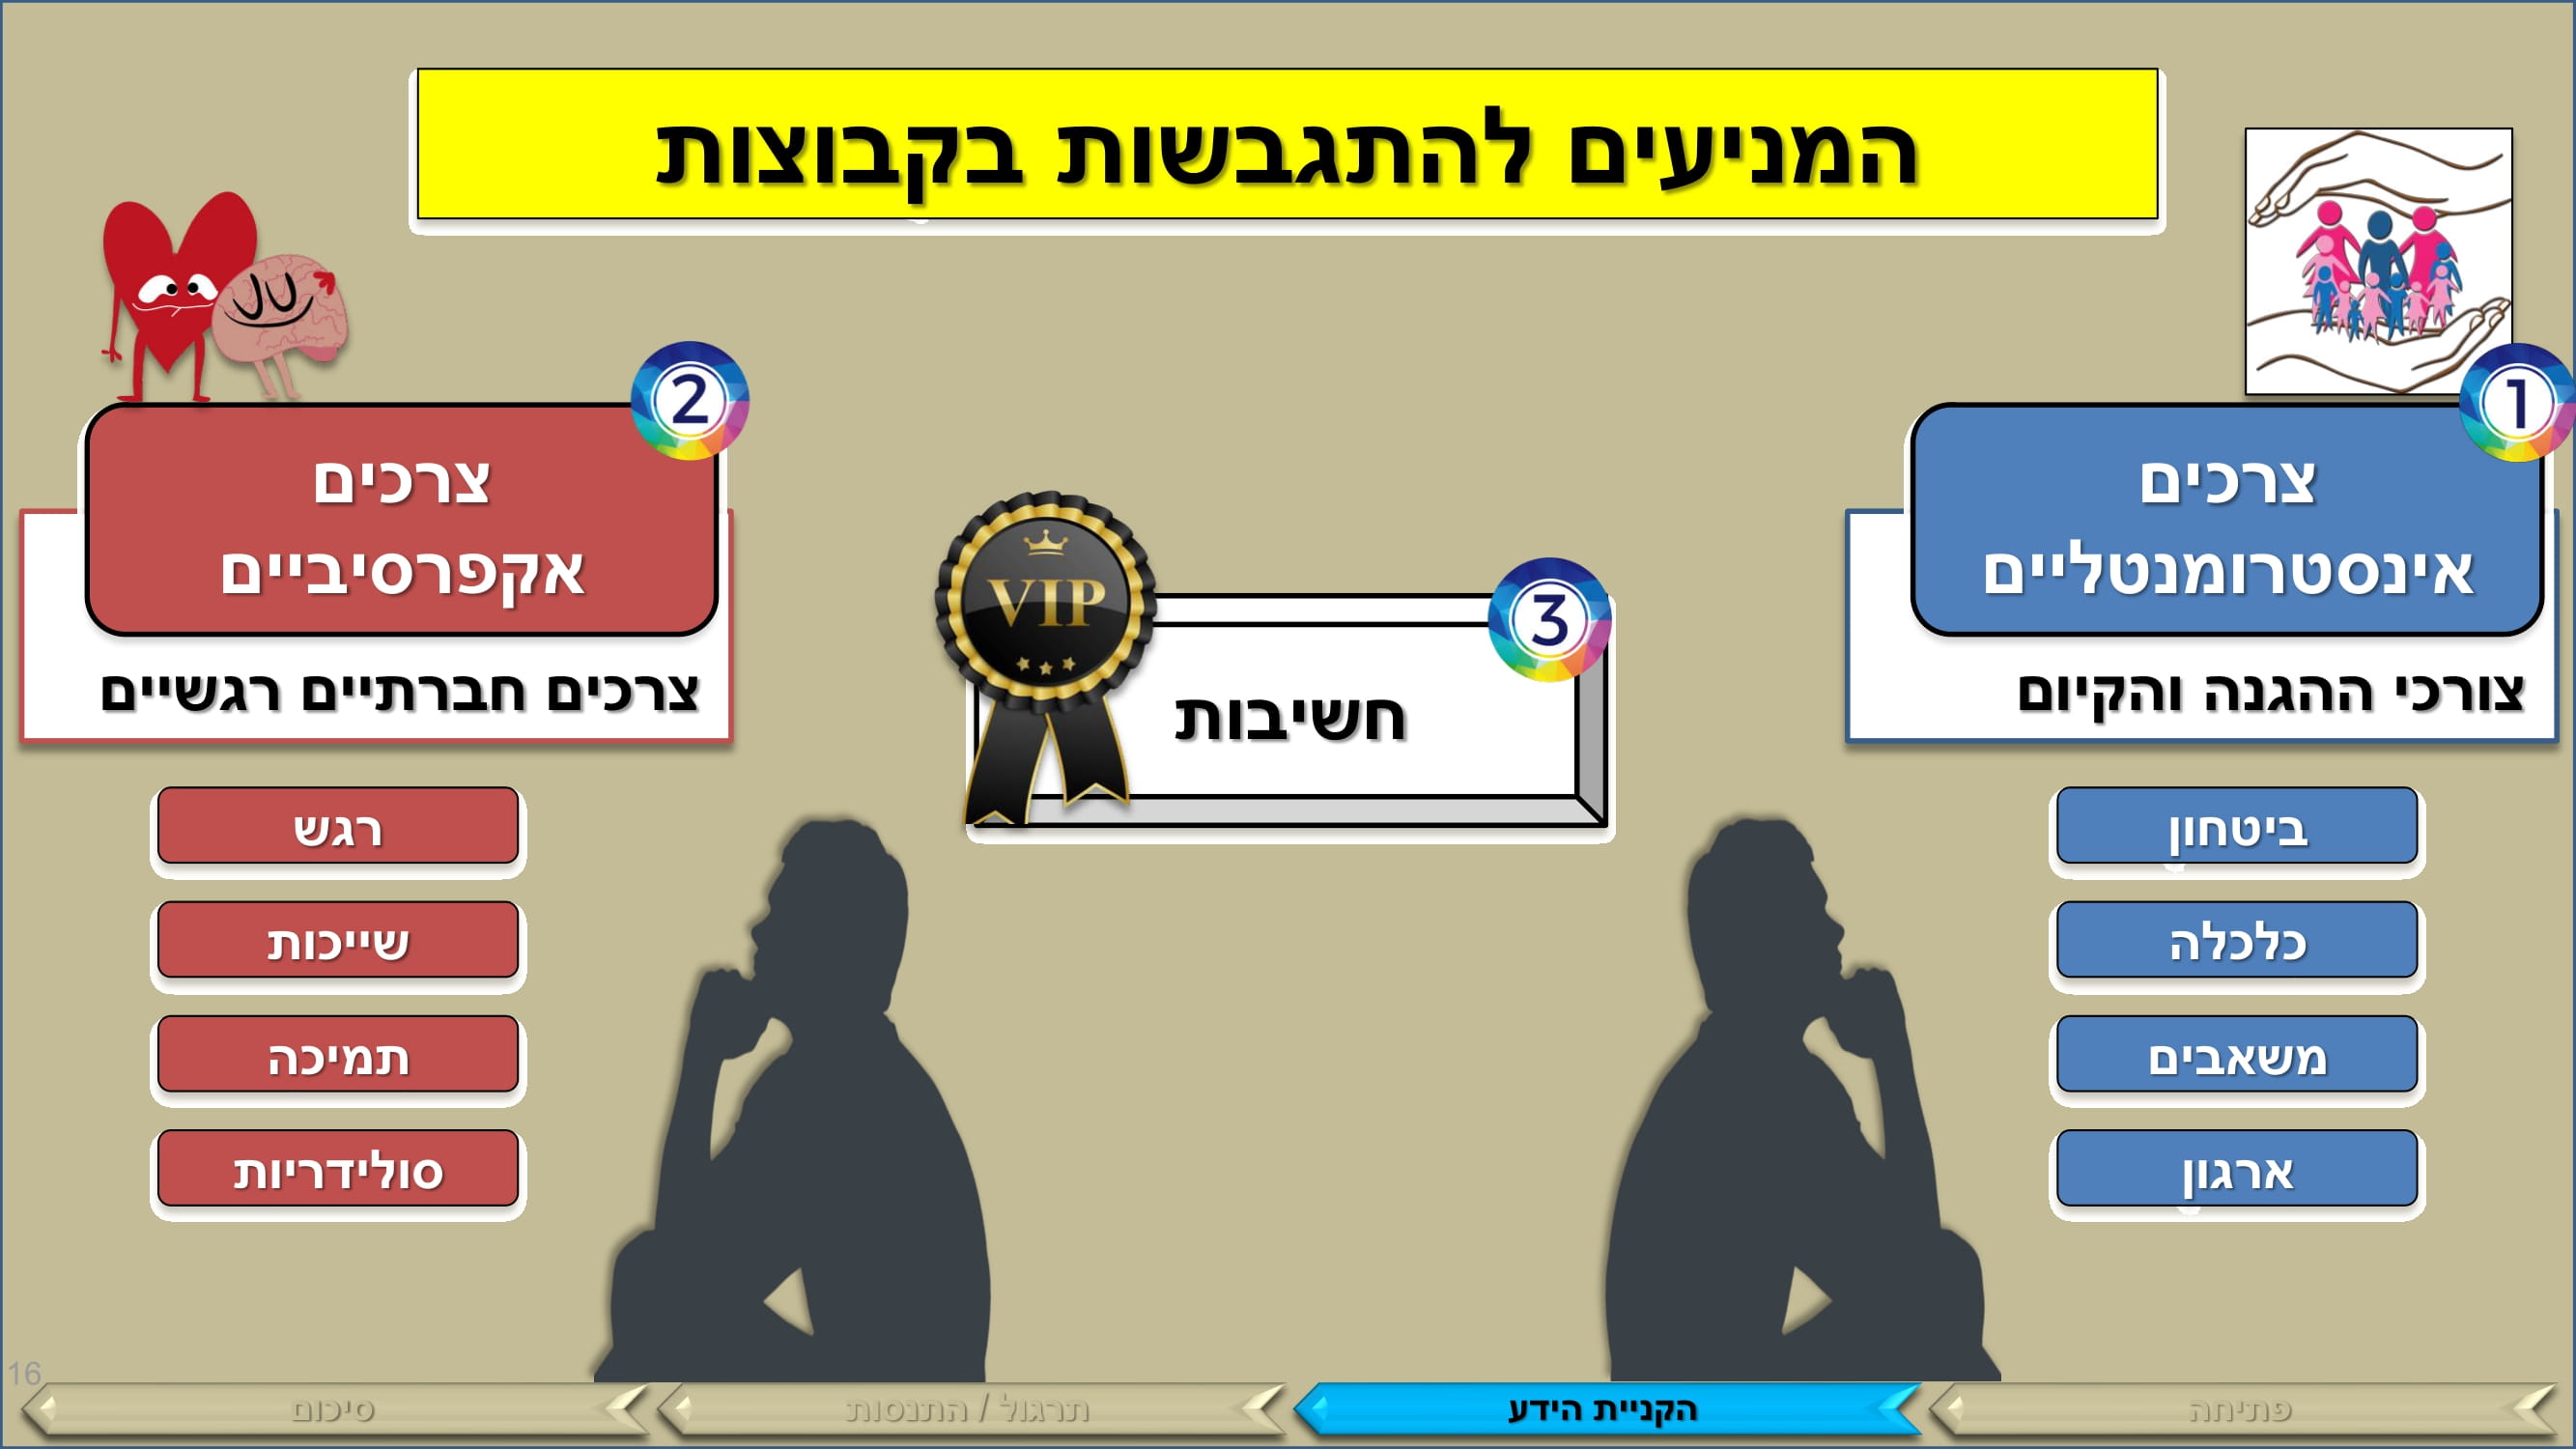 המניעים להתגבשות בקבוצות
1
צרכים
אינסטרומנטליים
צורכי ההגנה והקיום
ביטחון
כלכלה
משאבים
ארגון
2
צרכים
אקפרסיביים
צרכים חברתיים רגשיים
רגש
שייכות
תמיכה
סולידריות
3
VIP
חשיבות
פתיחה
הקניית הידע
תרגול / התנסות
סיכום
16